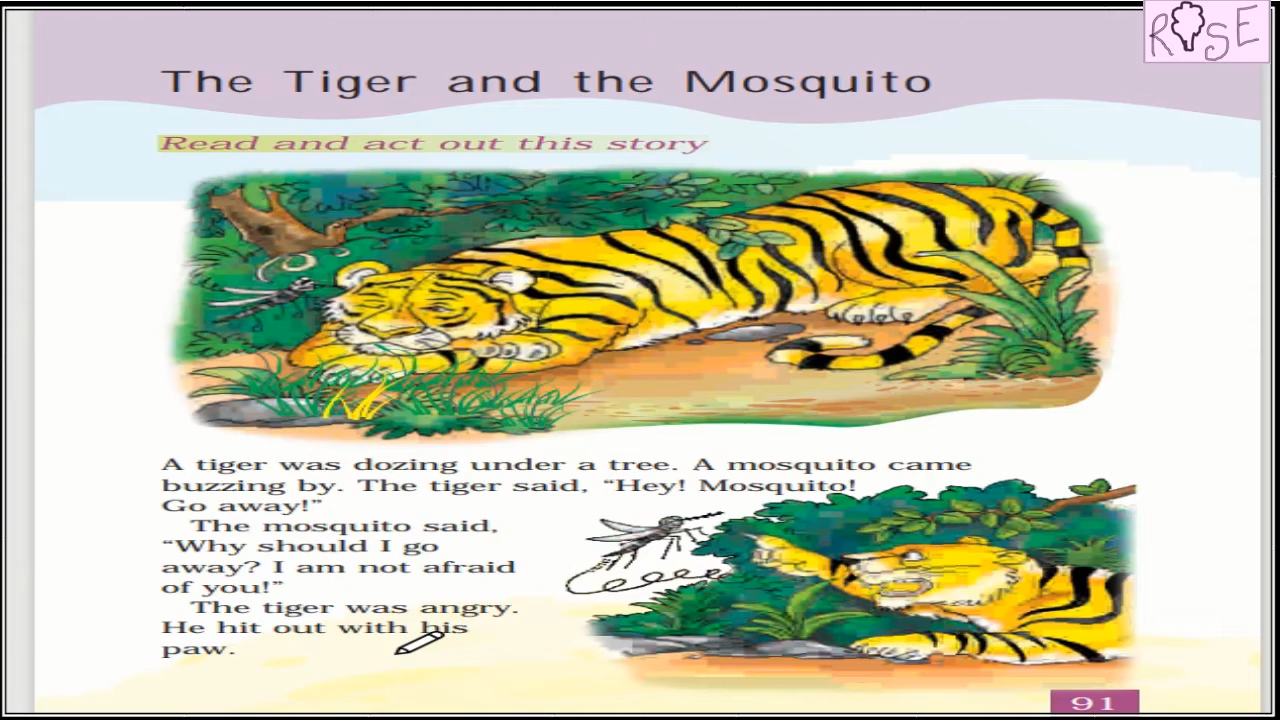 R SE
The Tiger and the Mosquito
Read and act out this story
A tiger was dozing under a tree. A mosquito came
buzzing by. The tiger said, “Hey! Mosquito!
Go away!”
The mosquito said,
“Why should I go
away? I am not afraid
of you!”
The tiger was angry.
He hit out with his
paw.
91